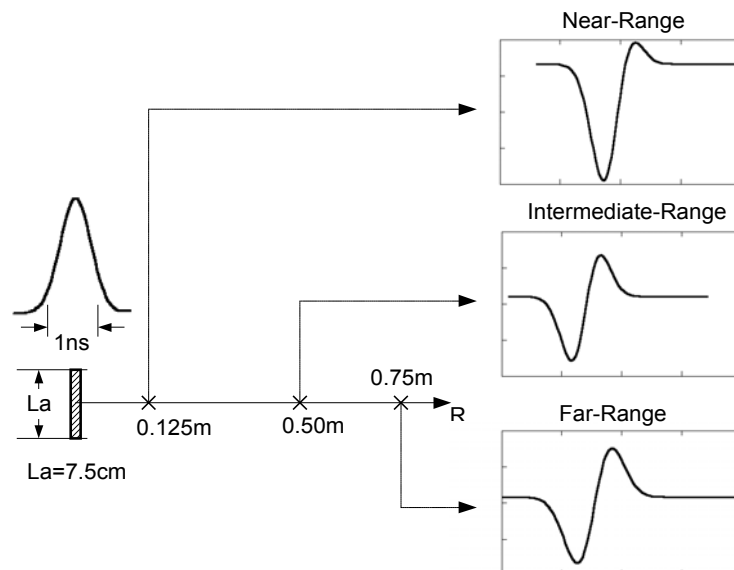 Near-Range
Intermediate-Range
1ns
0.75m
La
R
0.125m
0.50m
Far-Range
La=7.5cm